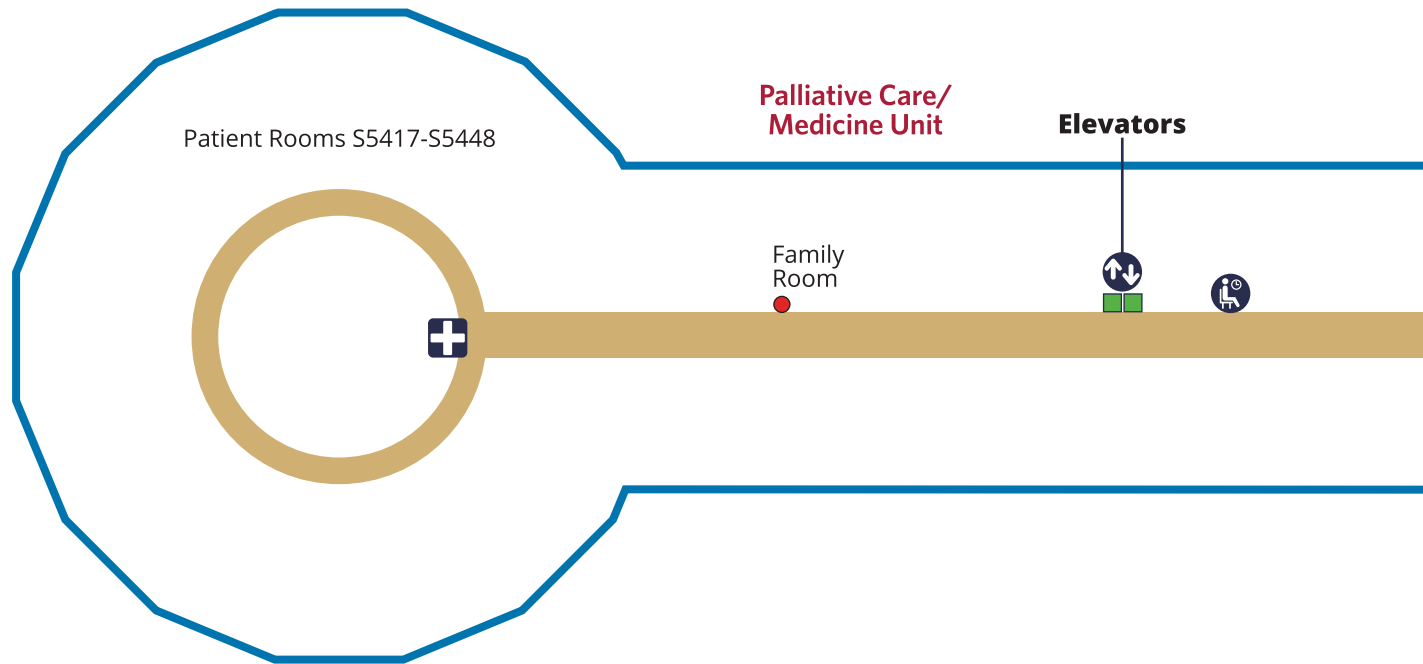 Palliative Care/
Medicine Unit
Elevators
Patient Rooms S5417-S5448
Family
Room